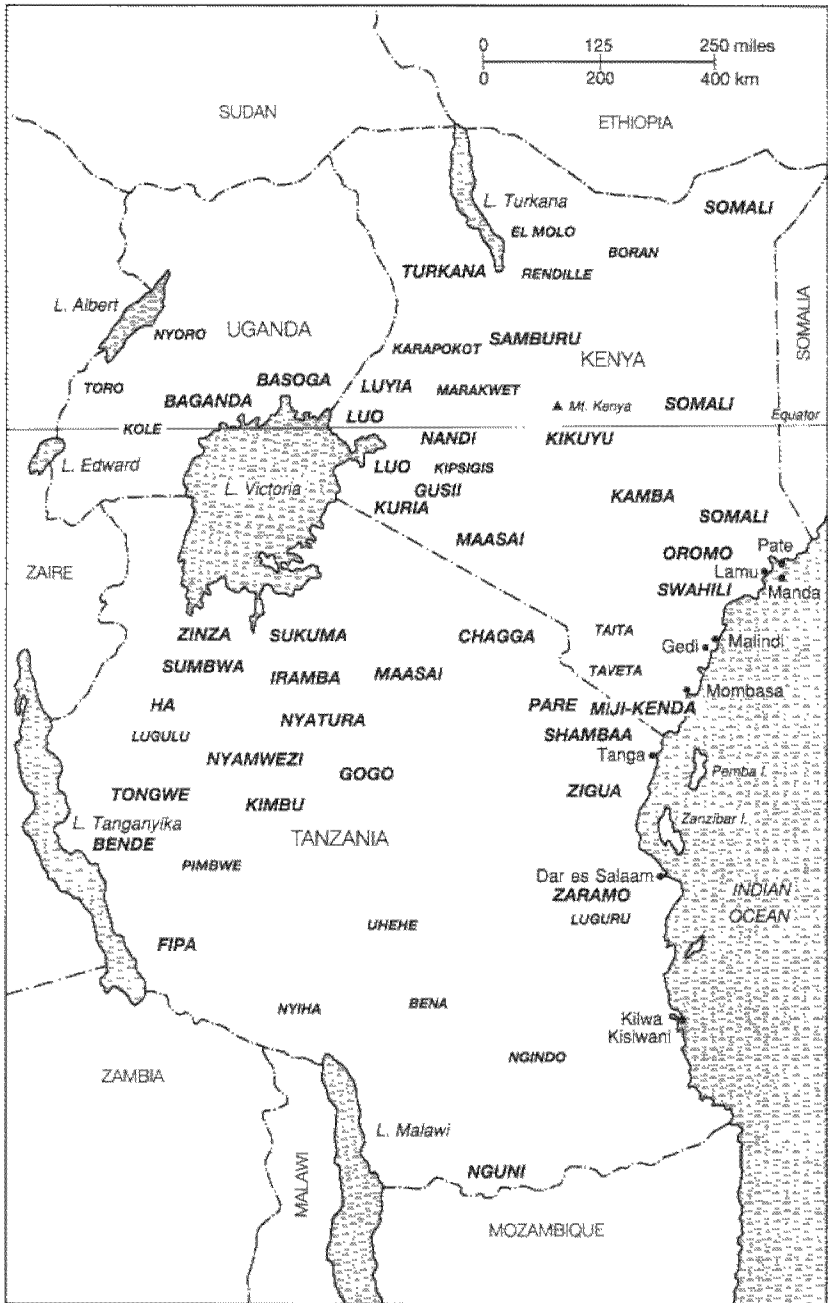 0 125 250 miles
0 200 400 km
SUDAN
ETHIOPIA
L. Turkana
SOMALI
EL MOLO
BORAN
TURKANA
RENDILLE
SOMALIA
L. Albert
NYORO
UGANDA
SAMBURU
KARAPOKOT
KENYA
BASOGA
TORO
LUYIA
MARAKWET
BAGANDA
Mt. Kenya
SOMALI
LUO
Equator
KOLE
NANDI
KIKUYU
L. Edward
LUO
KIPSIGIS
L. Victoria
GUSII
KAMBA
KURIA
SOMALI
MAASAI
Pate
OROMO
ZAIRE
Lamu
SWAHILI
Manda
ZINZA
SUKUMA
CHAGGA
TAITA
Gedi
Malindi
SUMBWA
IRAMBA
MAASAI
TAVETA
Mombasa
HA
PARE
MIJI-KENDA
NYATURA
LUGULU
SHAMBAA
Tanga
NYAMWEZI
GOGO
Pemba I.
TONGWE
KIMBU
ZIGUA
L. Tanganyika
Zanzibar I.
BENDE
TANZANIA
PIMBWE
Dar es Salaam
ZARAMO
INDIAN
OCEAN
LUGURU
UHEHE
FIPA
NYIHA
BENA
Kilwa
Kisiwani
NGINDO
ZAMBIA
L. Malawi
MALAWI
NGUNI
MOZAMBIQUE